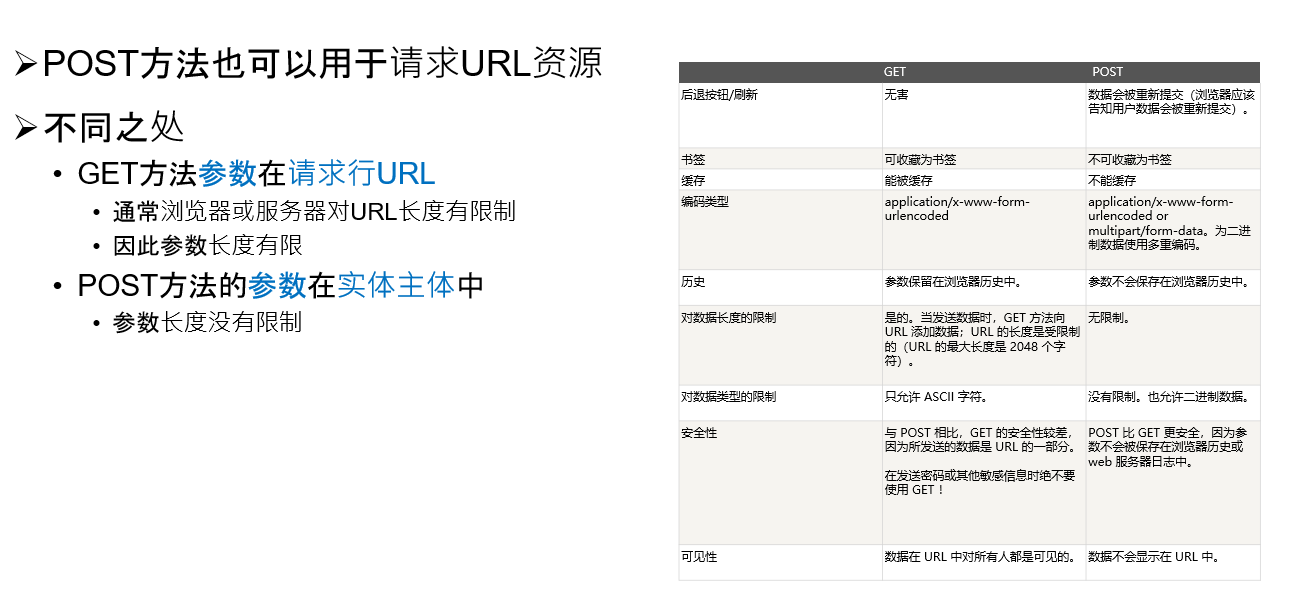 ➢POST方法也可以用于请求URL资源
➢不同之处
• GET方法参数在请求行URL
• 通常浏览器或服务器对URL长度有限制
• 因此参数长度有限
• POST方法的参数在实体主体中
• 参数长度没有限制
GET POST
后退按钮/刷新 无害 数据会被重新提交（浏览器应该
告知用户数据会被重新提交）。
书签 可收藏为书签 不可收藏为书签
缓存 能被缓存 不能缓存
编码类型 application/x-www-form- application/x-www-form-
urlencoded urlencoded or
multipart/form-data。为二进
制数据使用多重编码。
历史 参数保留在浏览器历史中。 参数不会保存在浏览器历史中。
对数据长度的限制 是的。当发送数据时，GET 方法向 无限制。
URL 添加数据；URL 的长度是受限制
的（URL 的最大长度是 2048 个字
符）。
对数据类型的限制 只允许 ASCII 字符。 没有限制。也允许二进制数据。
安全性 与 POST 相比，GET 的安全性较差， POST 比 GET 更安全，因为参
因为所发送的数据是 URL 的一部分。 数不会被保存在浏览器历史或
web 服务器日志中。
在发送密码或其他敏感信息时绝不要
使用 GET ！
可见性 数据在 URL 中对所有人都是可见的。 数据不会显示在 URL 中。